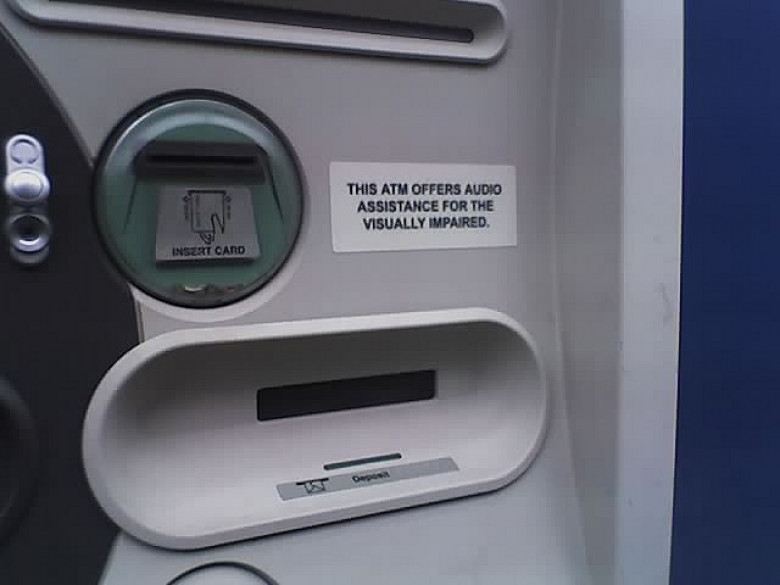 THIS ATM OFFERS AUDIO
ASSISTANCE FOR THE
VISUALLY IMPAIRED.
INSERT CARD
Deposit